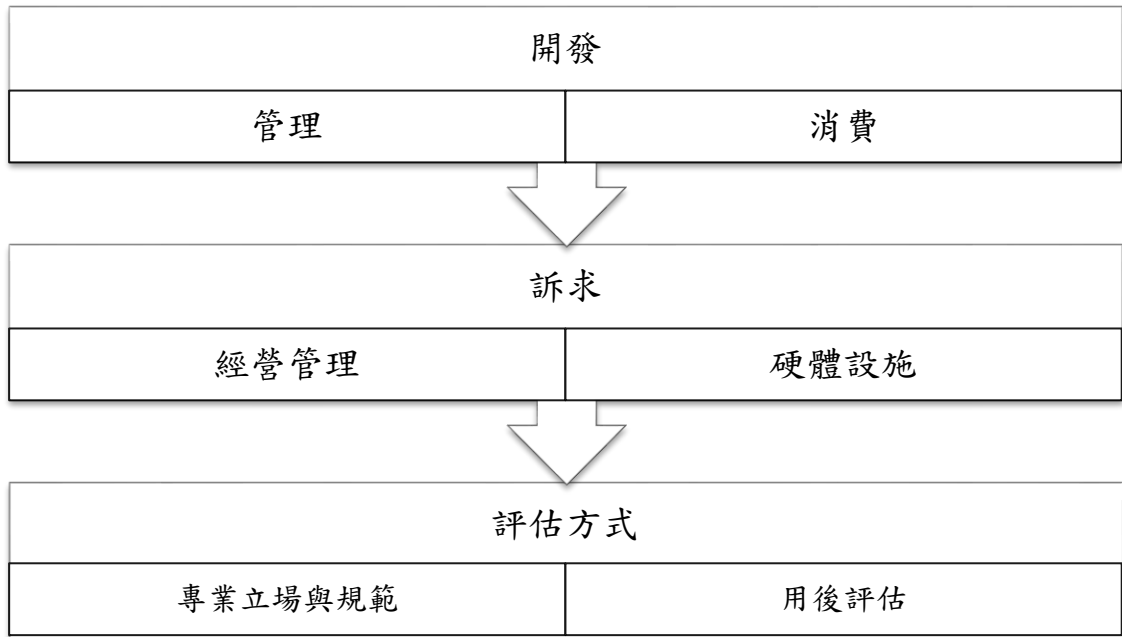 開發
管理
消費
訴求
經營管理
硬體設施
評估方式
專業立場與規範
用後評估